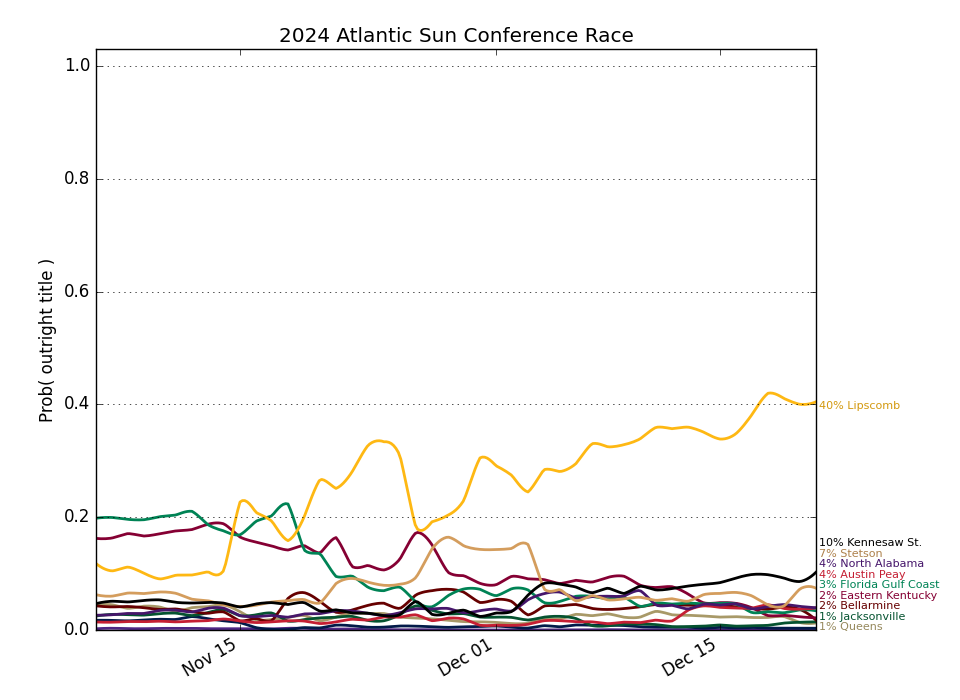 2024 Atlantic Sun Conference Race
Prob( outright title )
1.0
0.8
0.6
0.4
0.2
0.0
Nov 15
Dec 01
Dec 15
40% Lipscomb
10% Kennesaw St.
7% Stetson
4% North Alabama
4% Austin Peay
3% Florida Gulf Coast
2% Eastern Kentucky
2% Bellarmine
1% Jacksonville
1% Queens